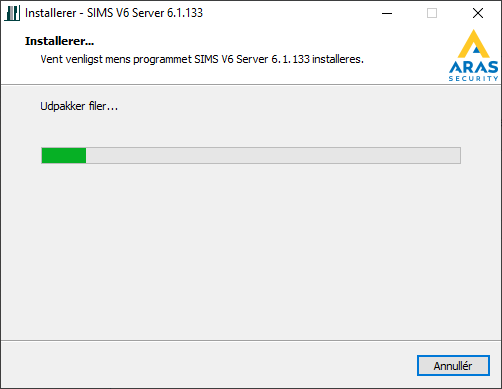 Installerer - SIMS V6 Server 6.1.133
Installerer...
Vent venligst mens programmet SIMS V6 Server 6.1.133 installeres.
ARAS
SECURITY
Udpakker filer...
Annullér